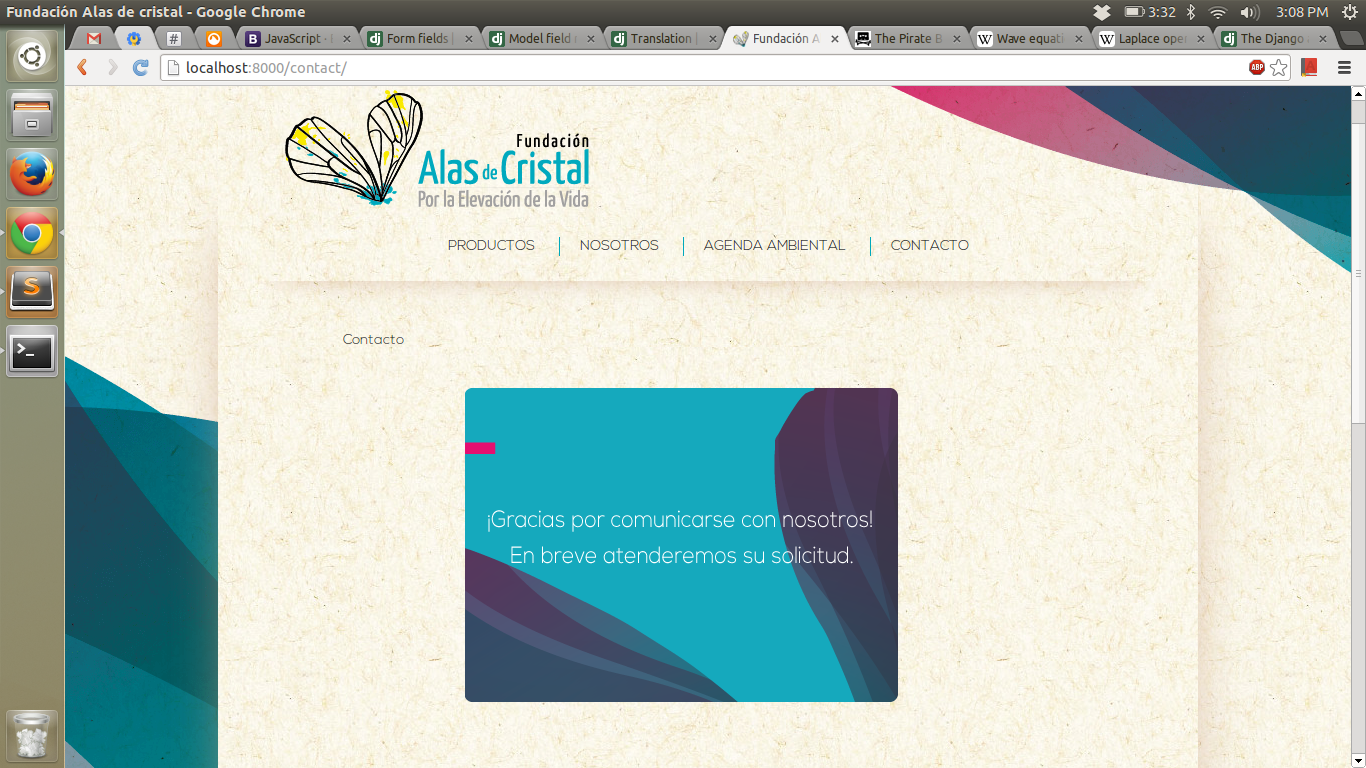 Fundación Alas de cristal - Google Chrome
3:32
3:08 PM
JavaScript ·
Form fields |
Model field
Translation |
Fundación A
The Pirate B
Wave equati
Laplace ope
The Django
localhost:8000/contact/
ABP
Fundación
Alas de Cristal
Por la Elevación de la Vida
PRODUCTOS
NOSOTROS
AGENDA AMBIENTAL
CONTACTO
Contacto
¡Gracias por comunicarse con nosotros!
En breve atenderemos su solicitud.